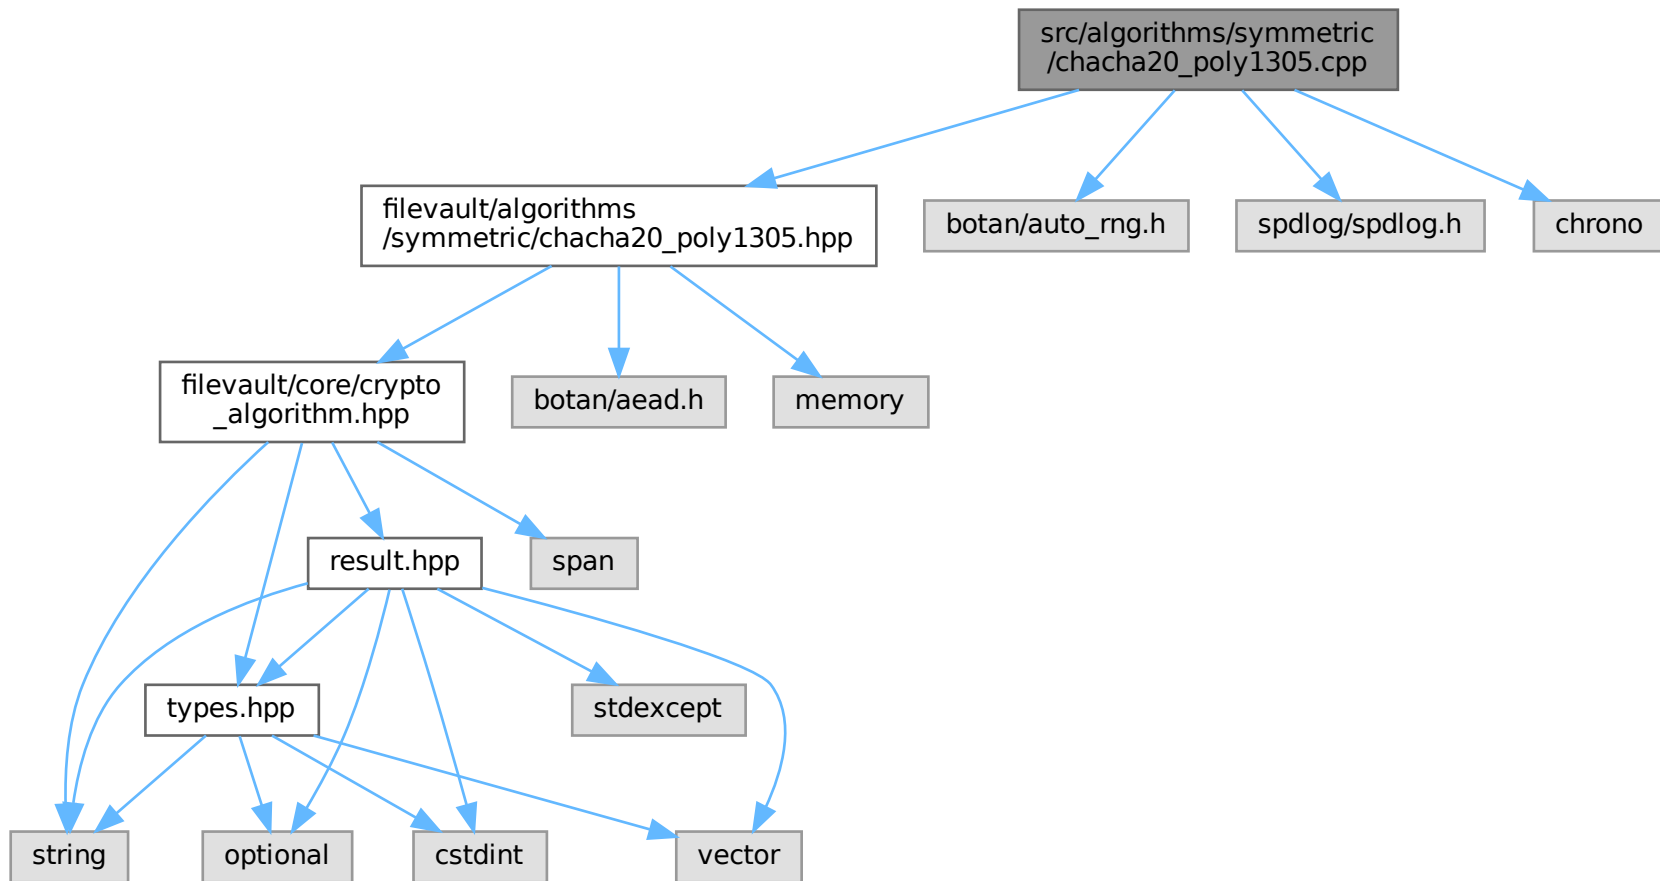 src/algorithms/symmetric
/chacha20_poly1305.cpp
filevault/algorithms
/symmetric/chacha20_poly1305.hpp
botan/auto_rng.h
spdlog/spdlog.h
chrono
filevault/core/crypto
_algorithm.hpp
botan/aead.h
memory
result.hpp
span
types.hpp
stdexcept
string
optional
cstdint
vector